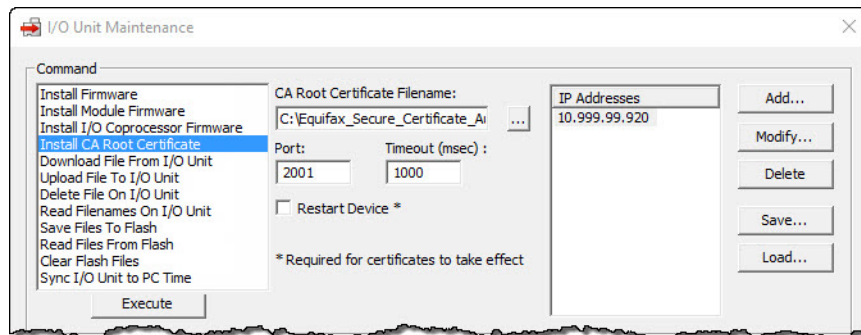 I/O Unit Maintenance
Command
Install Firmware
Install Module Firmware
Install I/O Coprocessor Firmware
Install CA Root Certificate
Download File From I/O Unit
Upload File To I/O Unit
Delete File On I/O Unit
Read Filenames On I/O Unit
Save Files To Flash
Read Files From Flash
Clear Flash Files
Sync I/O Unit to PC Time
Execute
CA Root Certificate Filename:
C:\Equifax_Secure_Certificate_Au
...
Port: Timeout (msec) :
2001 1000
Restart Device *
* Required for certificates to take effect
IP Addresses
10.999.99.920
Add...
Modify...
Delete
Save...
Load...